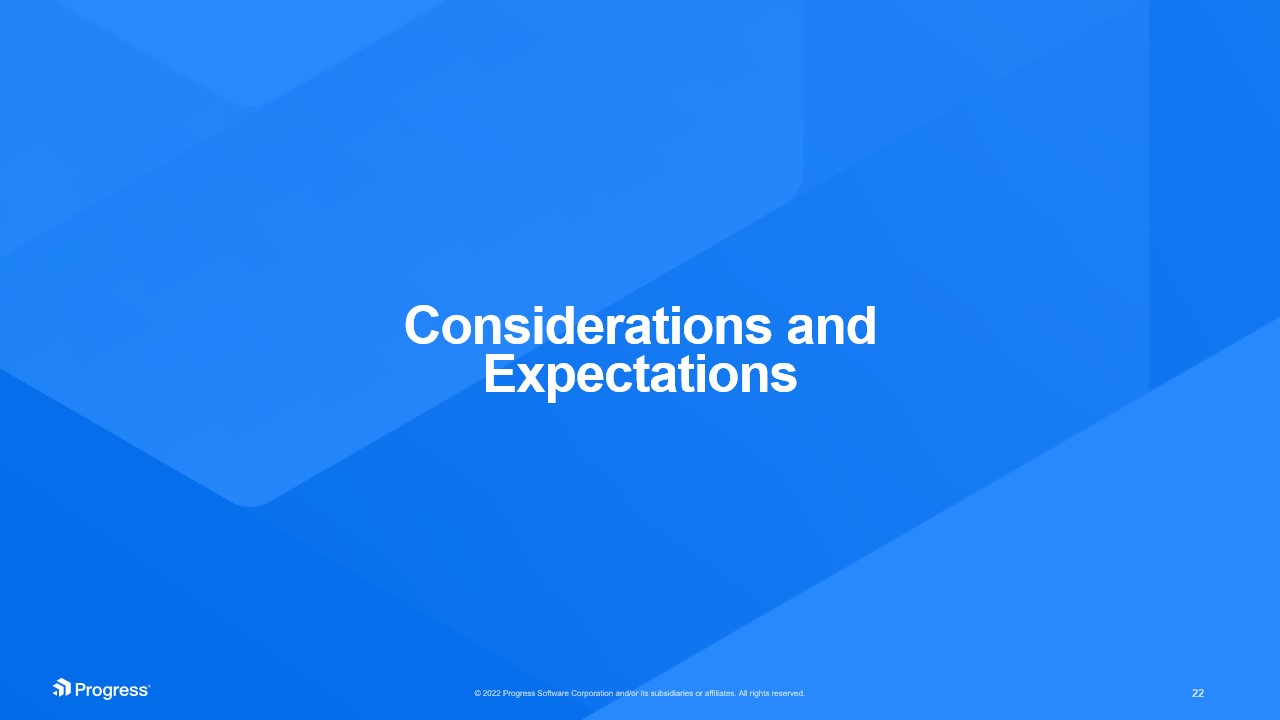 Considerations and
Expectations
Progress®
© 2022 Progress Software Corporation and/or its subsidiaries or affiliates. All rights reserved.
22